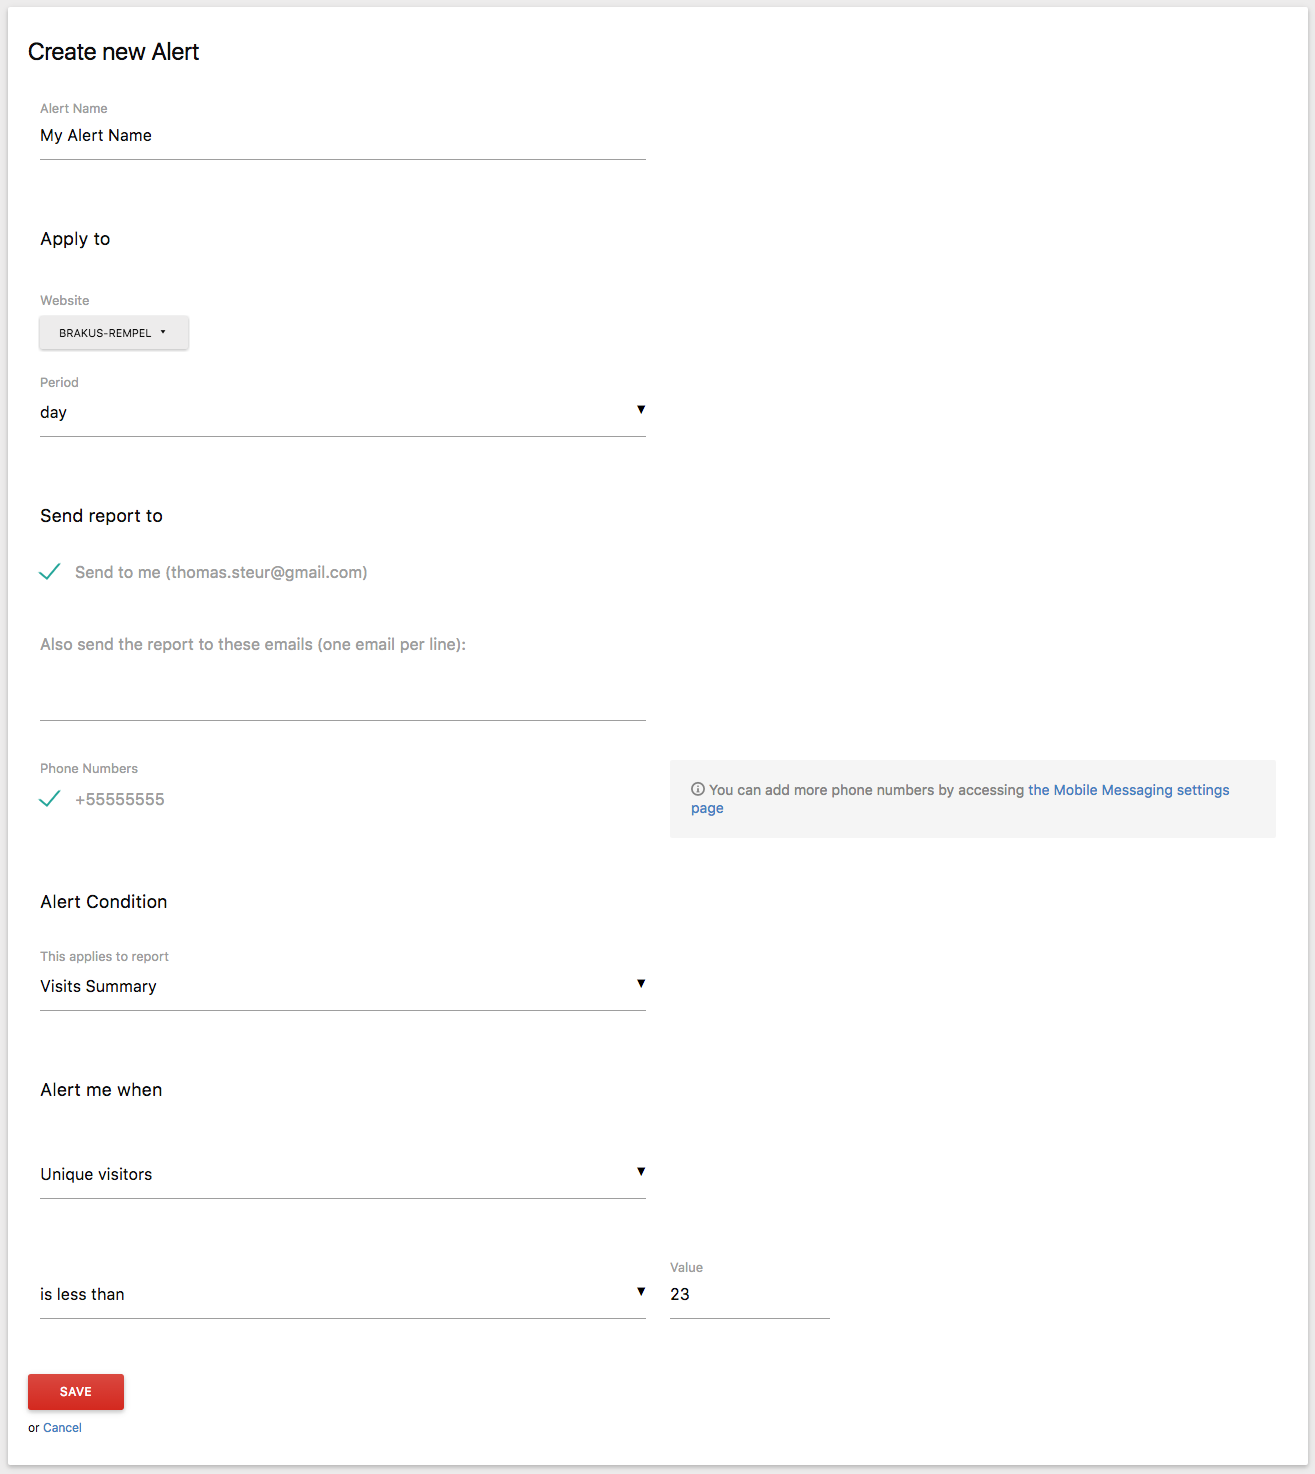 Create new Alert
Alert Name
My Alert Name
Apply to
Website
BRAKUS-REMPEL
Period
day
Send report to
Send to me (thomas.steur@gmail.com)
Also send the report to these emails (one email per line):
Phone Numbers
+55555555
You can add more phone numbers by accessing the Mobile Messaging settings
page
Alert Condition
This applies to report
Visits Summary
Alert me when
Unique visitors
is less than
Value
23
SAVE
or Cancel